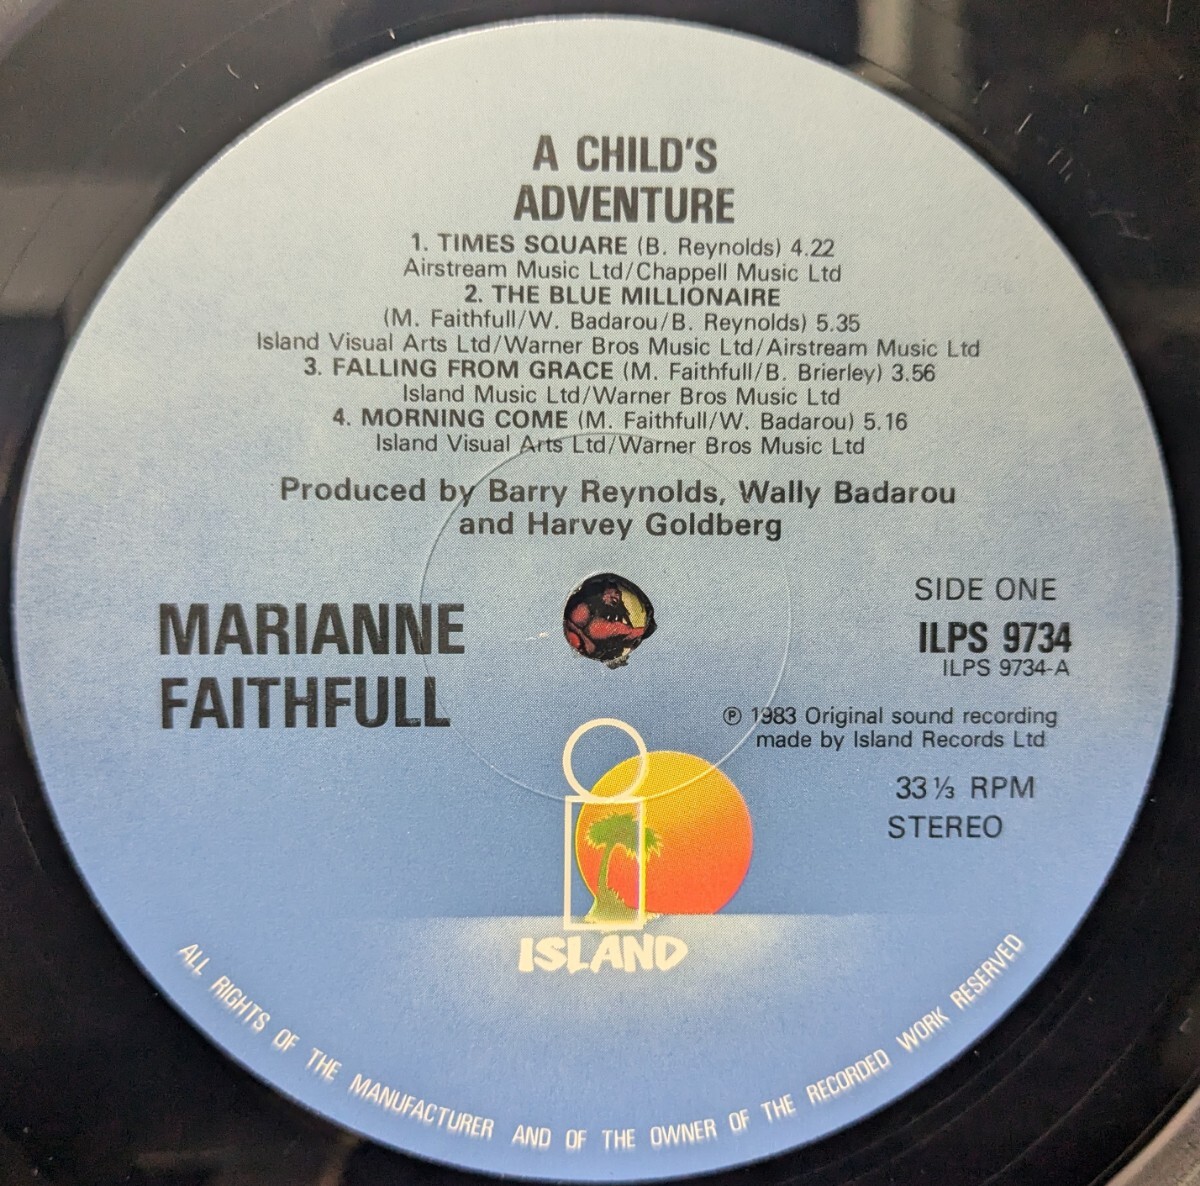 A CHILD'S
ADVENTURE
1. TIMES SQUARE (B. Reynolds) 4.22
Airstream Music Ltd/Chappell Music Ltd
2. THE BLUE MILLIONAIRE
(M. Faithfull/W. Badarou/B. Reynolds) 5.35
Island Visual Arts Ltd/Warner Bros Music Ltd/Airstream Music Ltd
3. FALLING FROM GRACE (M. Faithfull/B. Brierley) 3.56
Island Music Ltd/Warner Bros Music Ltd
4. MORNING COME (M. Faithfull/W. Badarou) 5.16
Island Visual Arts Ltd/Warner Bros Music Ltd
Produced by Barry Reynolds, Wally Badarou
and Harvey Goldberg
MARIANNE
FAITHFULL
SIDE ONE
ILPS 9734
ILPS 9734-A
℗ 1983 Original sound recording
made by Island Records Ltd
33 ⅓ RPM
STEREO
i
ISLAND
ALL RIGHTS OF THE MANUFACTURER AND OF THE OWNER OF THE RECORDED WORK RESERVED